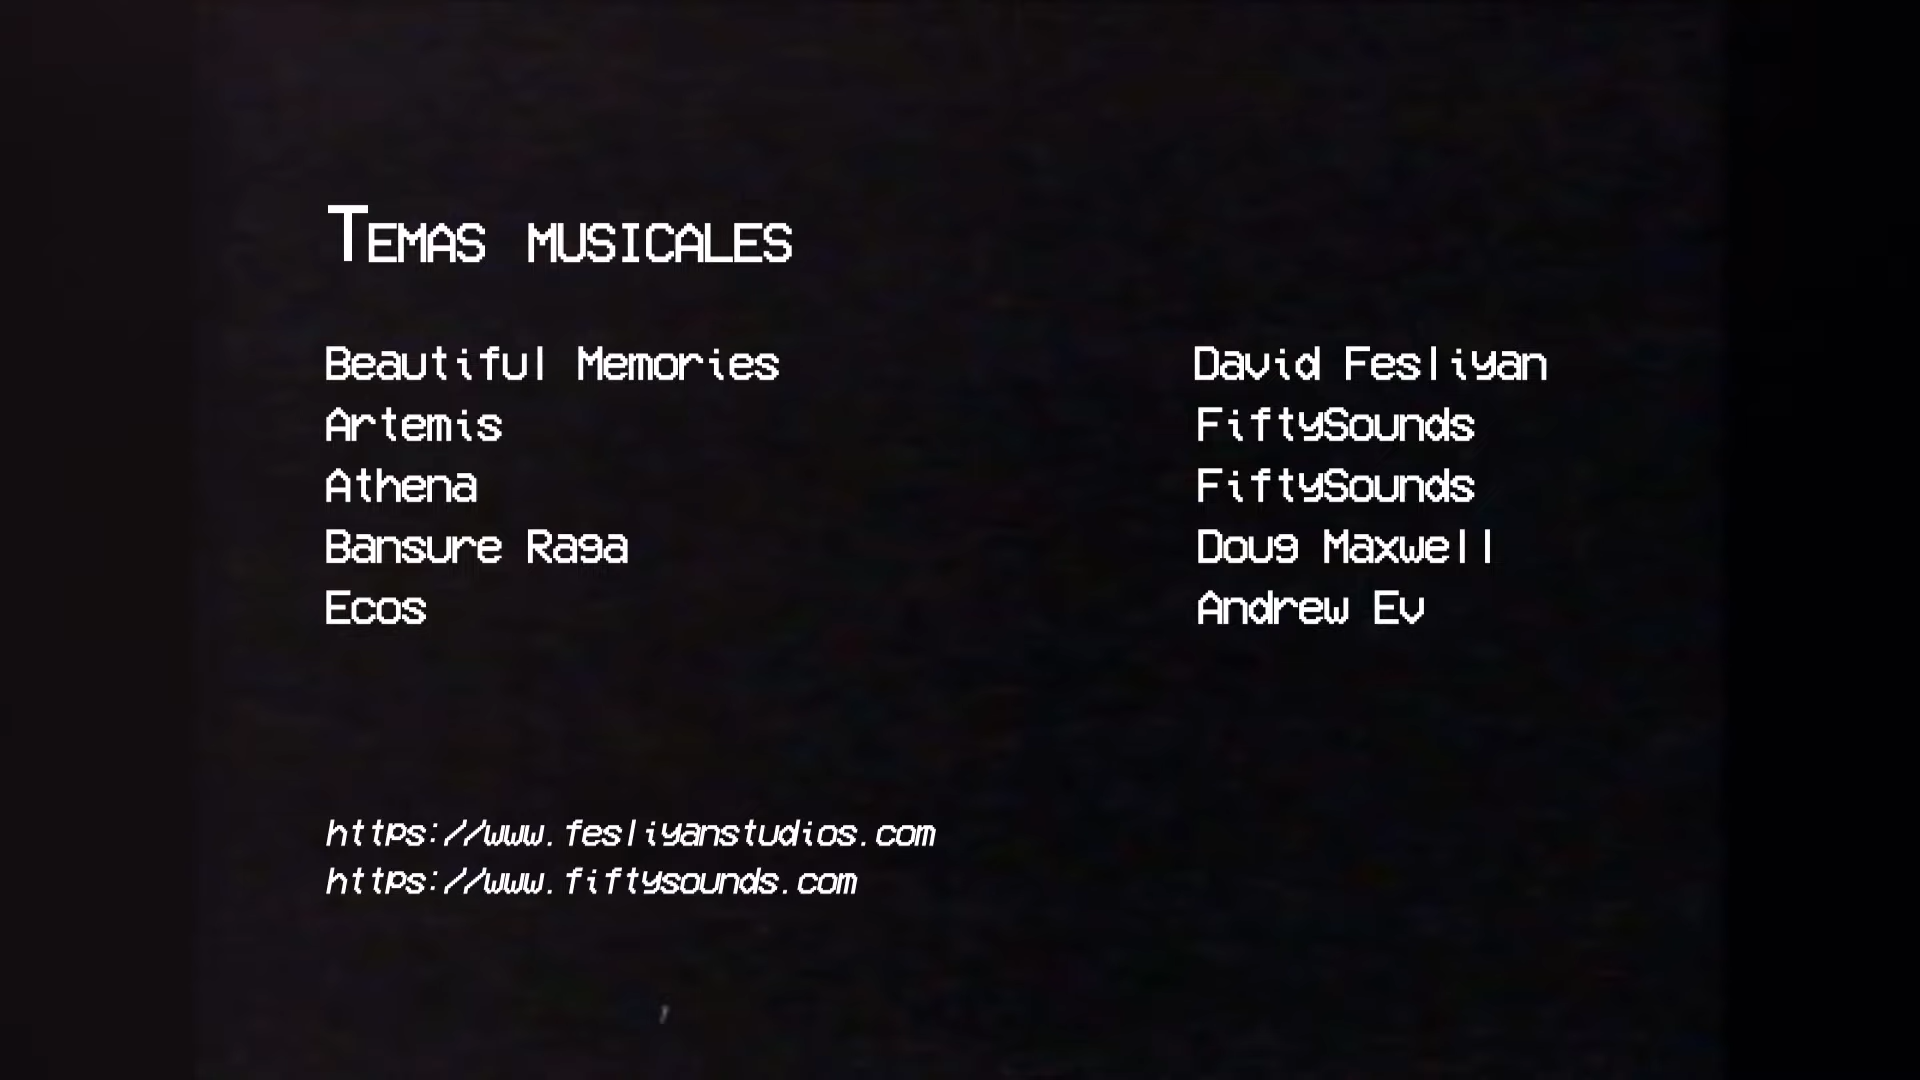 Temas musicales
Beautiful Memories David Fesliyan
Artemis FiftySounds
Athena FiftySounds
Bansure Raga Doug Maxwell
Ecos Andrew Ev
https://www.fesliyanstudios.com
https://www.fiftysounds.com